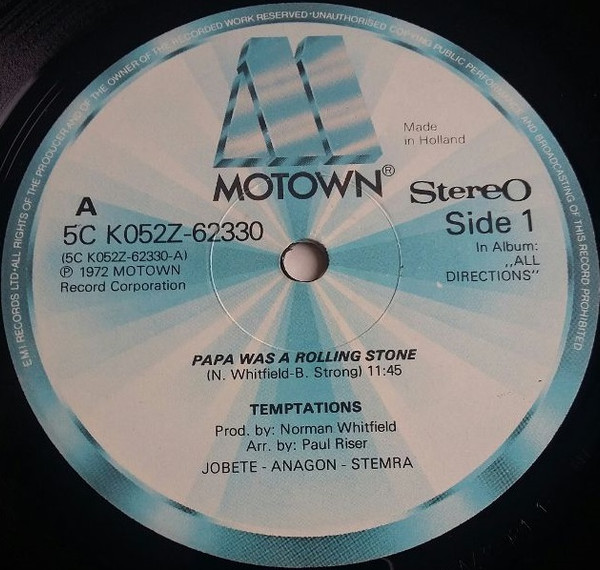 EMI RECORDS LTD·ALL RIGHTS OF THE PRODUCER AND OF THE OWNER OF THE RECORDED WORK RESERVED·UNAUTHORISED COPYING PUBLIC PERFORMANCE AND BROADCASTING OF THIS RECORD PROHIBITED
M
MOTOWN®
Made
in Holland
Stereo
A
Side 1
5C K052Z-62330
(5C K052Z-62330-A)
℗ 1972 MOTOWN
Record Corporation
In Album:
„ALL
DIRECTIONS"
PAPA WAS A ROLLING STONE
(N. Whitfield-B. Strong) 11:45
TEMPTATIONS
Prod. by: Norman Whitfield
Arr. by: Paul Riser
JOBETE - ANAGON - STEMRA